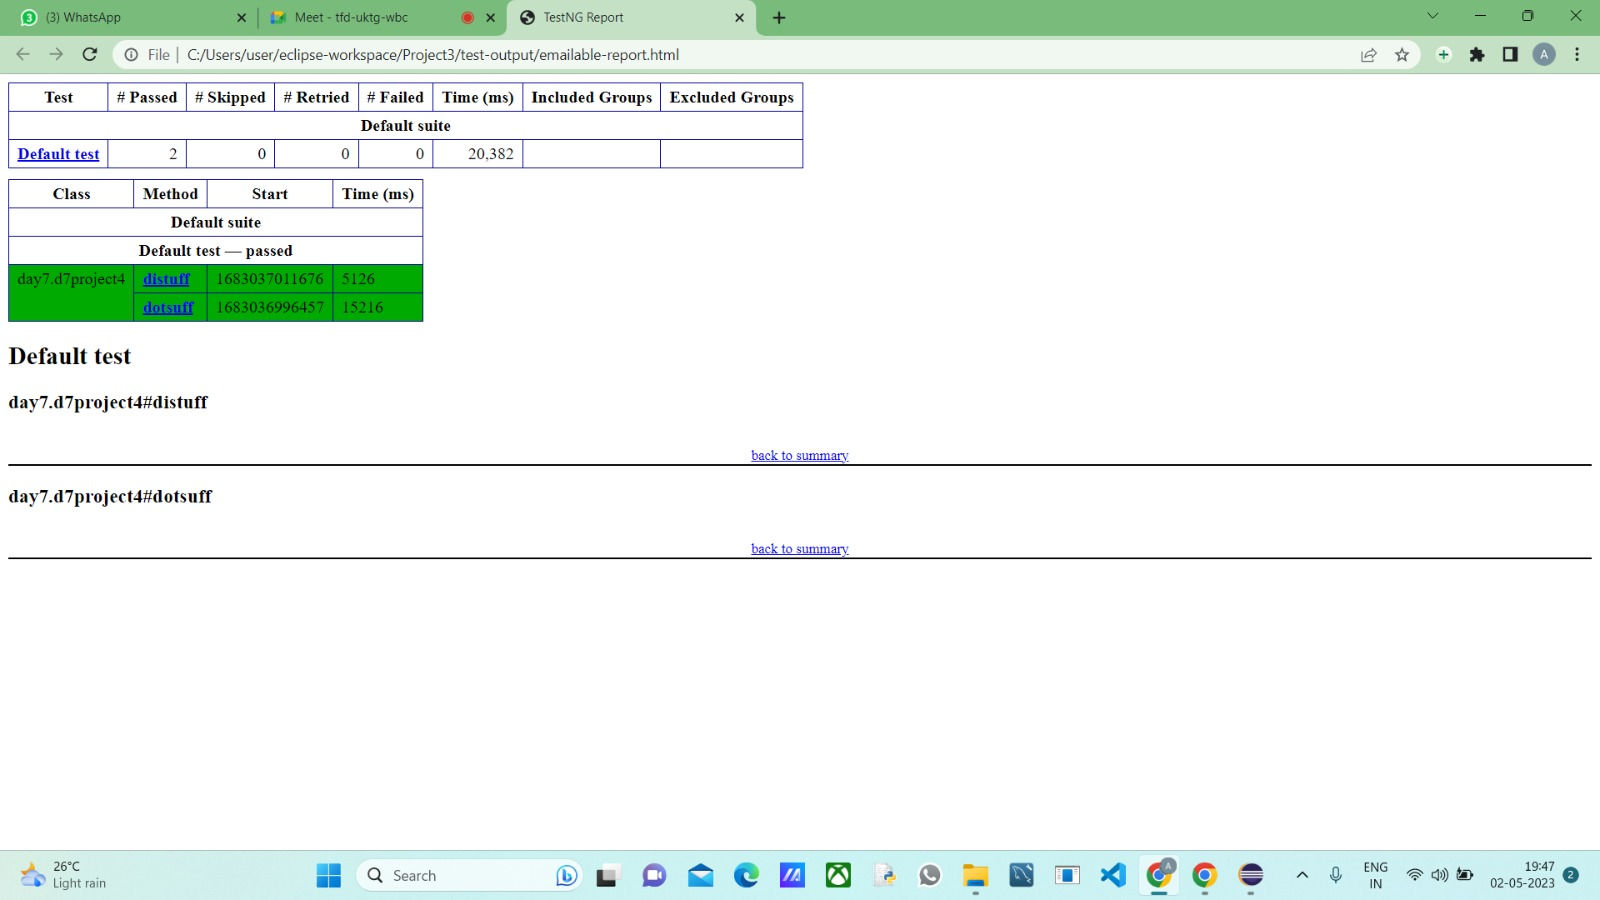 (3) WhatsApp
Meet - tfd-uktg-wbc
TestNG Report
File
C:/Users/user/eclipse-workspace/Project3/test-output/emailable-report.html
A
Test # Passed # Skipped # Retried # Failed Time (ms) Included Groups Excluded Groups
Default suite
Default test 2 0 0 0 20,382
Class Method Start Time (ms)
Default suite
Default test — passed
day7.d7project4 distuff 1683037011676 5126
dotsuff 1683036996457 15216
Default test
day7.d7project4#distuff
back to summary
day7.d7project4#dotsuff
back to summary
26°C
Light rain
Search
A
ENG
IN
19:47
02-05-2023
2